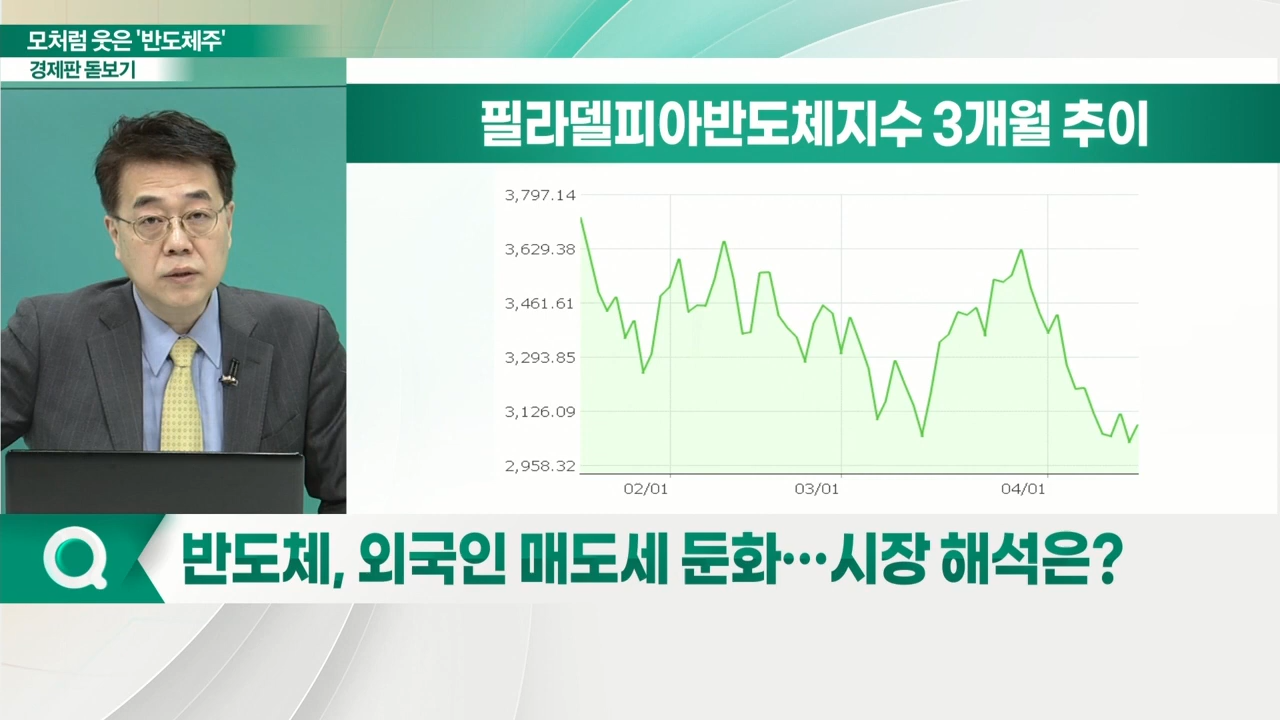 모처럼 웃은 '반도체주'
경제판 돋보기
필라델피아반도체지수 3개월 추이
3,797.14
3,629.38
3,461.61
3,293.85
3,126.09
2,958.32
02/01
03/01
04/01
Q
반도체, 외국인 매도세 둔화…시장 해석은?